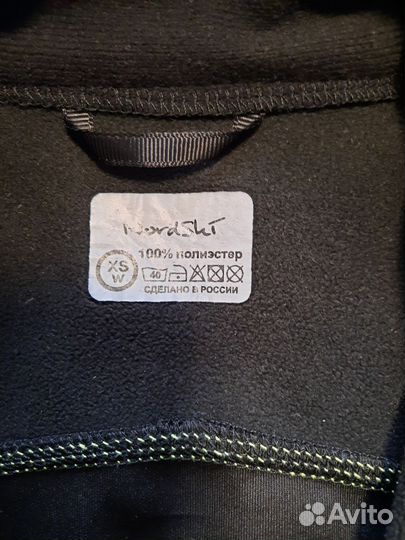 NordSkI
100% полиэстер
XS
W
40
СДЕЛАНО В РОССИИ
Avito